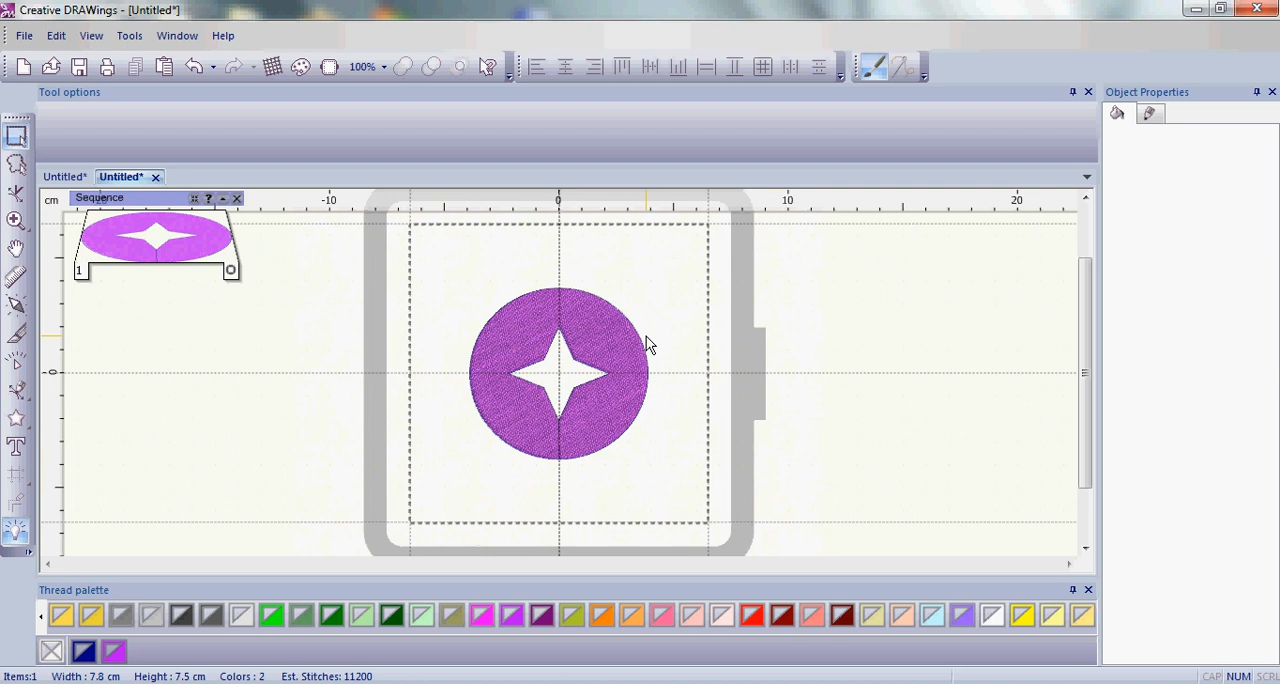 Creative DRAWings - [Untitled*]
File Edit View Tools Window Help
100%
Tool options
Object Properties
Untitled* Untitled*
cm -10 0 10 20
Sequence
1
0
Items:1 Width : 7.8 cm Height : 7.5 cm Colors : 2 Est. Stitches: 11200 CAP NUM SCRL
Thread palette